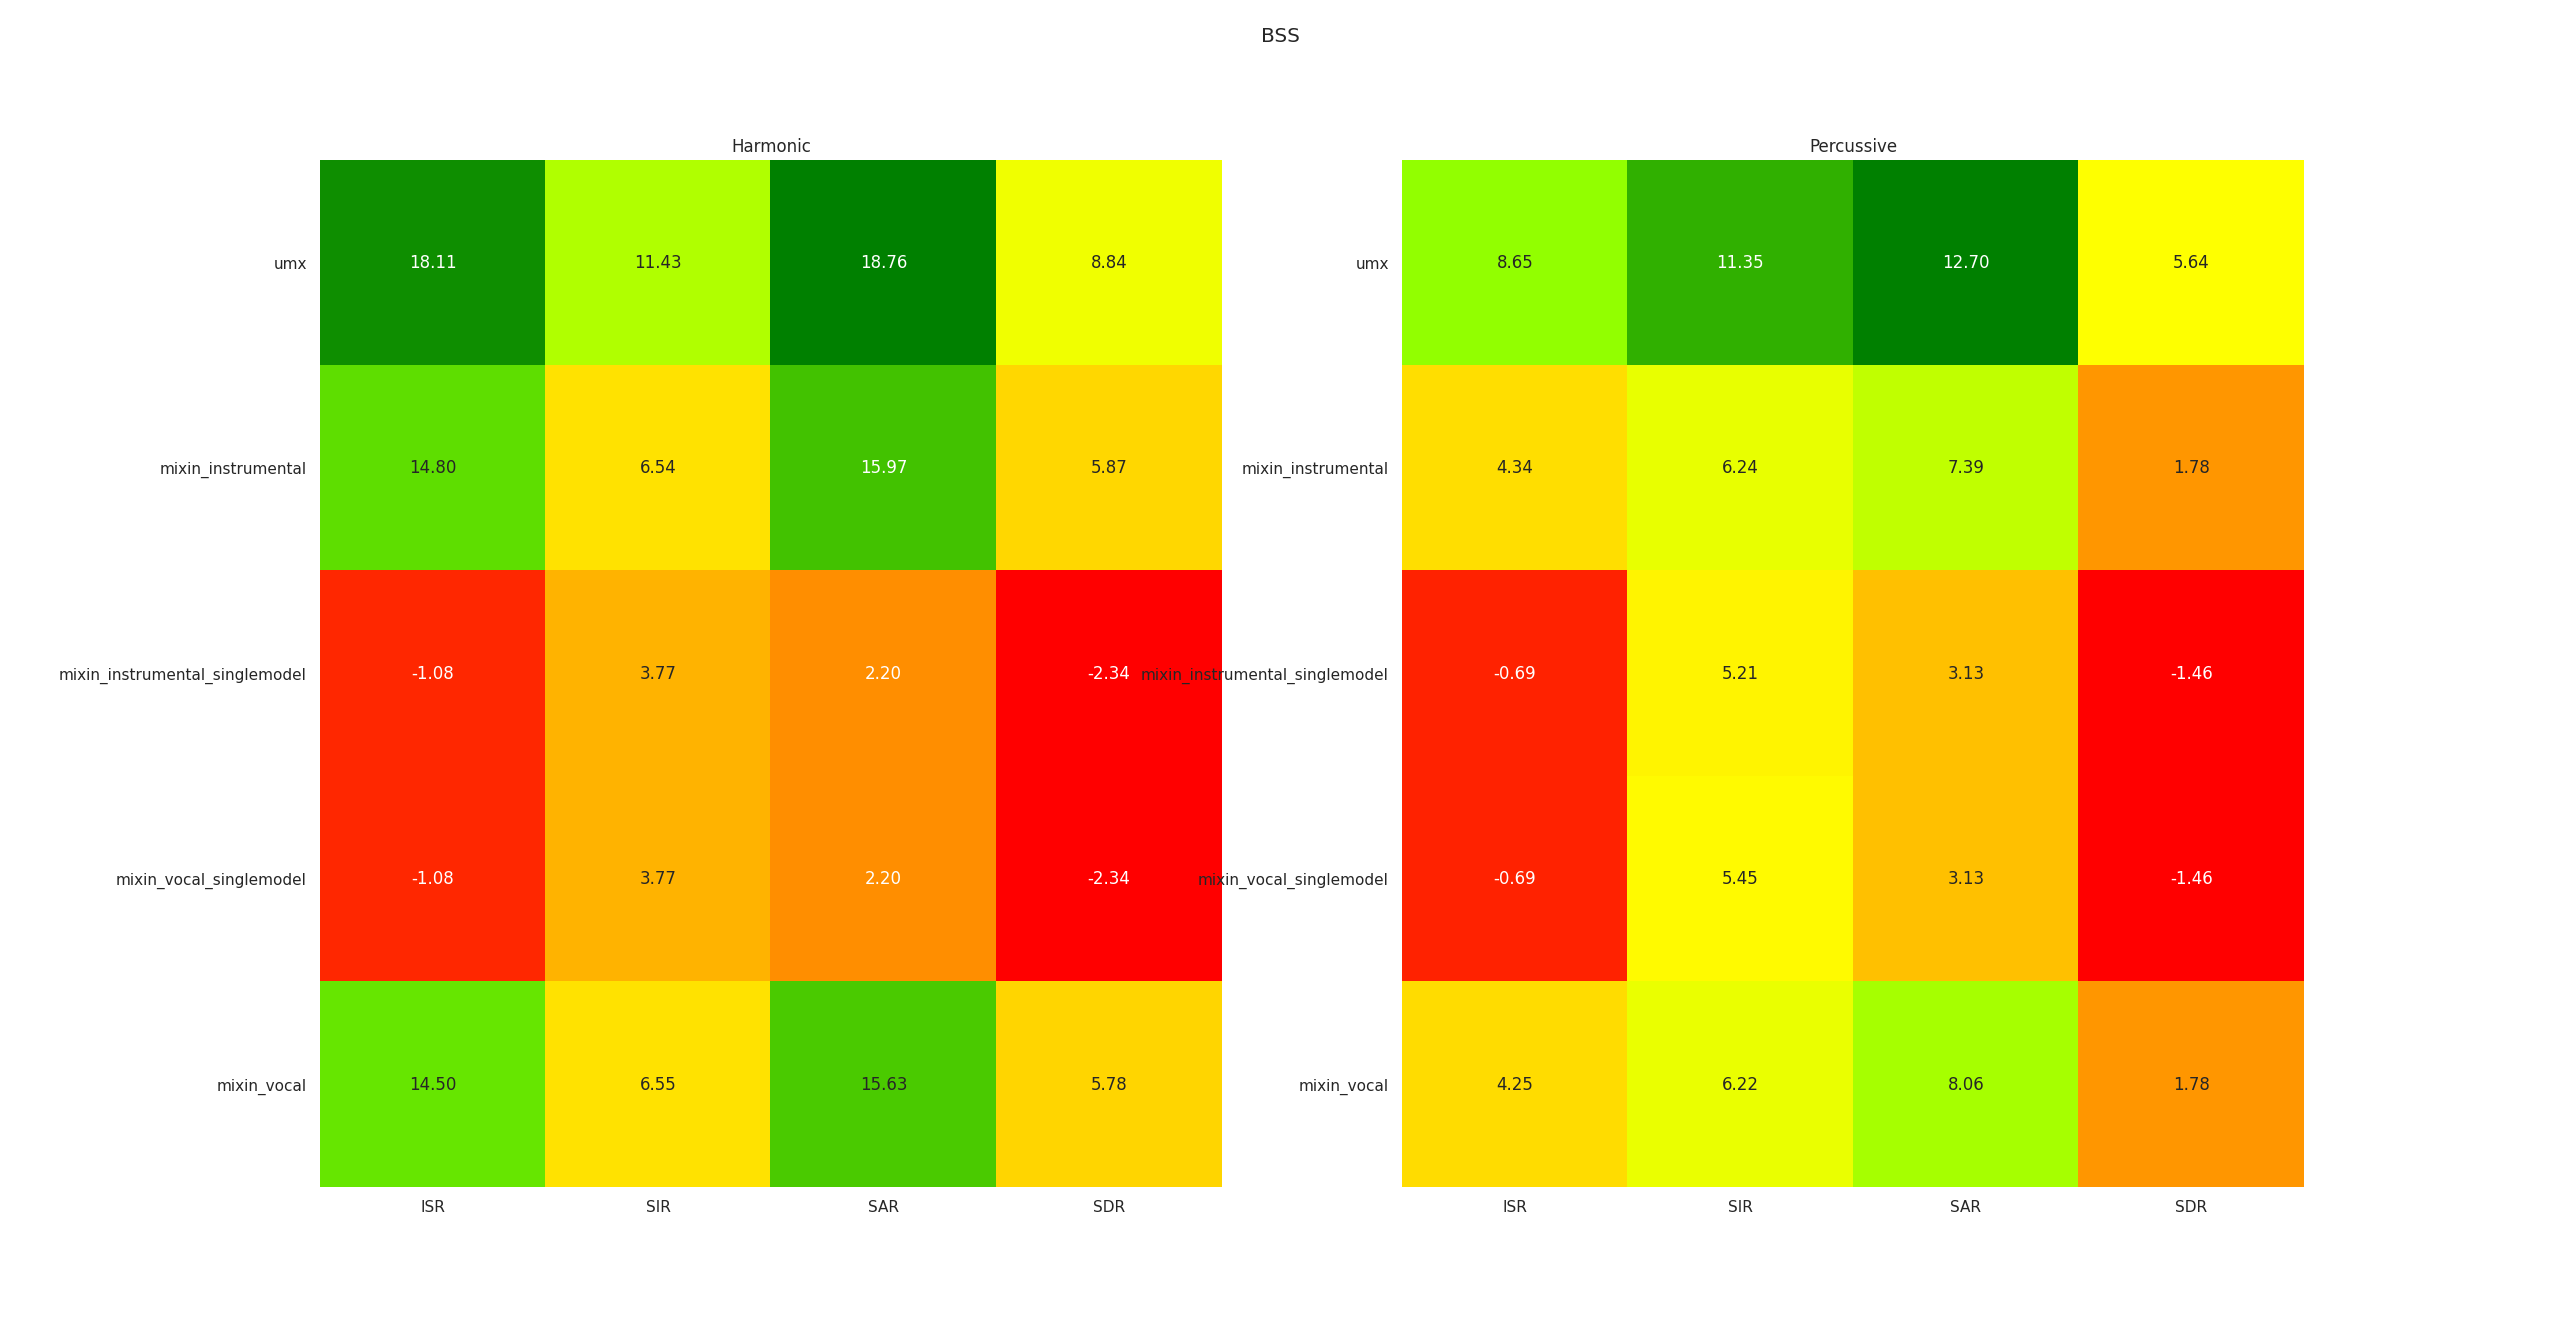 BSS
Harmonic
umx 18.11 11.43 18.76 8.84
mixin_instrumental 14.80 6.54 15.97 5.87
mixin_instrumental_singlemodel -1.08 3.77 2.20 -2.34
mixin_vocal_singlemodel -1.08 3.77 2.20 -2.34
mixin_vocal 14.50 6.55 15.63 5.78
ISR SIR SAR SDR
Percussive
umx 8.65 11.35 12.70 5.64
mixin_instrumental 4.34 6.24 7.39 1.78
mixin_instrumental_singlemodel -0.69 5.21 3.13 -1.46
mixin_vocal_singlemodel -0.69 5.45 3.13 -1.46
mixin_vocal 4.25 6.22 8.06 1.78
ISR SIR SAR SDR